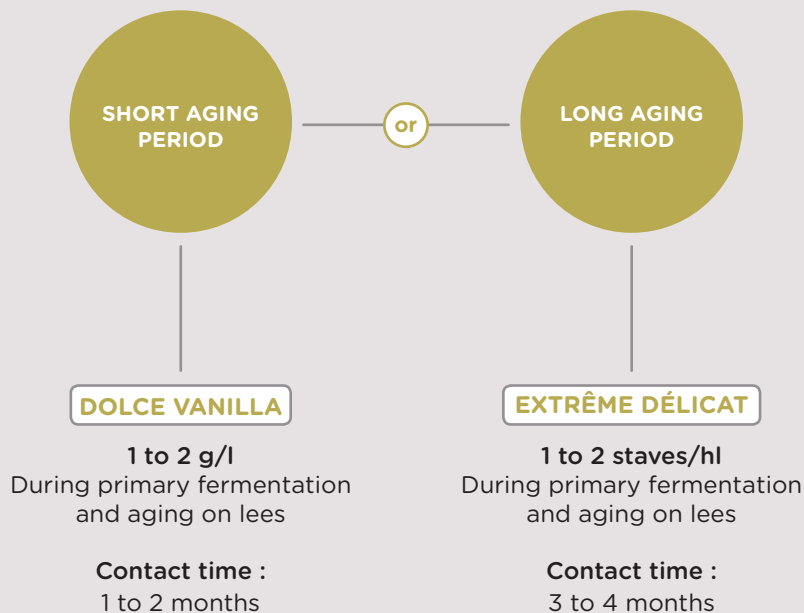 SHORT AGING
PERIOD
or
LONG AGING
PERIOD
DOLCE VANILLA
1 to 2 g/l
During primary fermentation
and aging on lees
Contact time :
1 to 2 months
EXTRÊME DÉLICAT
1 to 2 staves/hl
During primary fermentation
and aging on lees
Contact time :
3 to 4 months